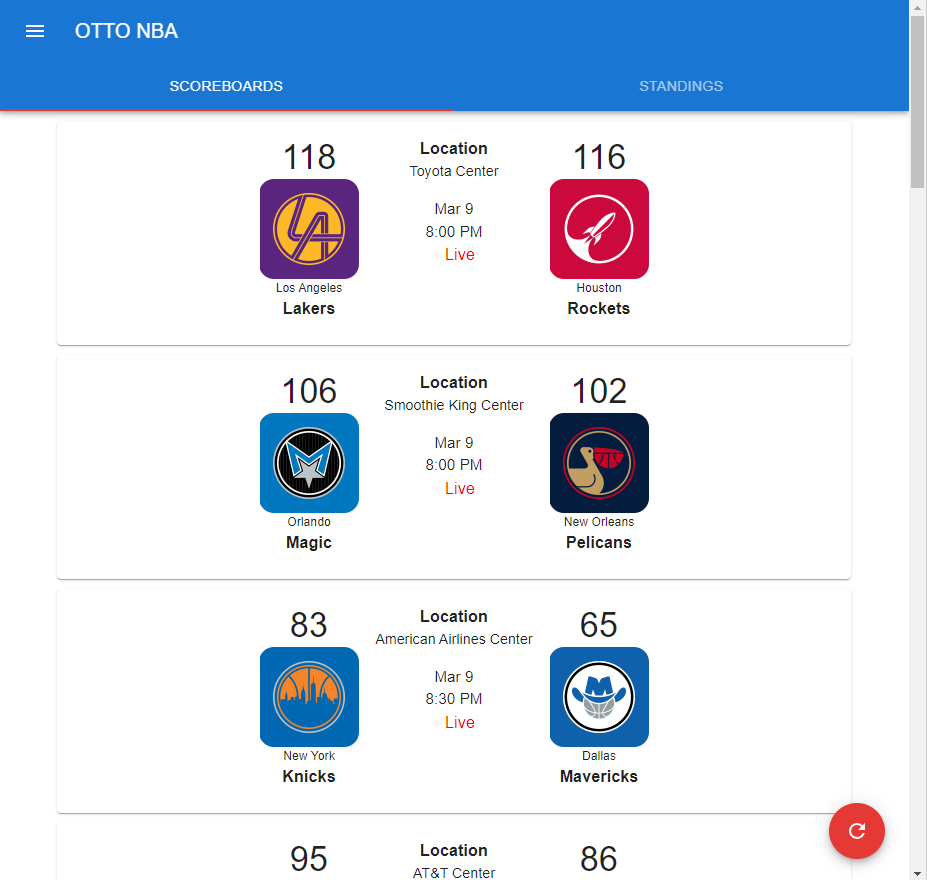 OTTO NBA
SCOREBOARDS
STANDINGS
118
Location
Toyota Center
Mar 9
8:00 PM
Live
116
Los Angeles
Lakers
Houston
Rockets
106
Location
Smoothie King Center
Mar 9
8:00 PM
Live
102
Orlando
Magic
New Orleans
Pelicans
83
Location
American Airlines Center
Mar 9
8:30 PM
Live
65
New York
Knicks
Dallas
Mavericks
95
Location
AT&T Center
86